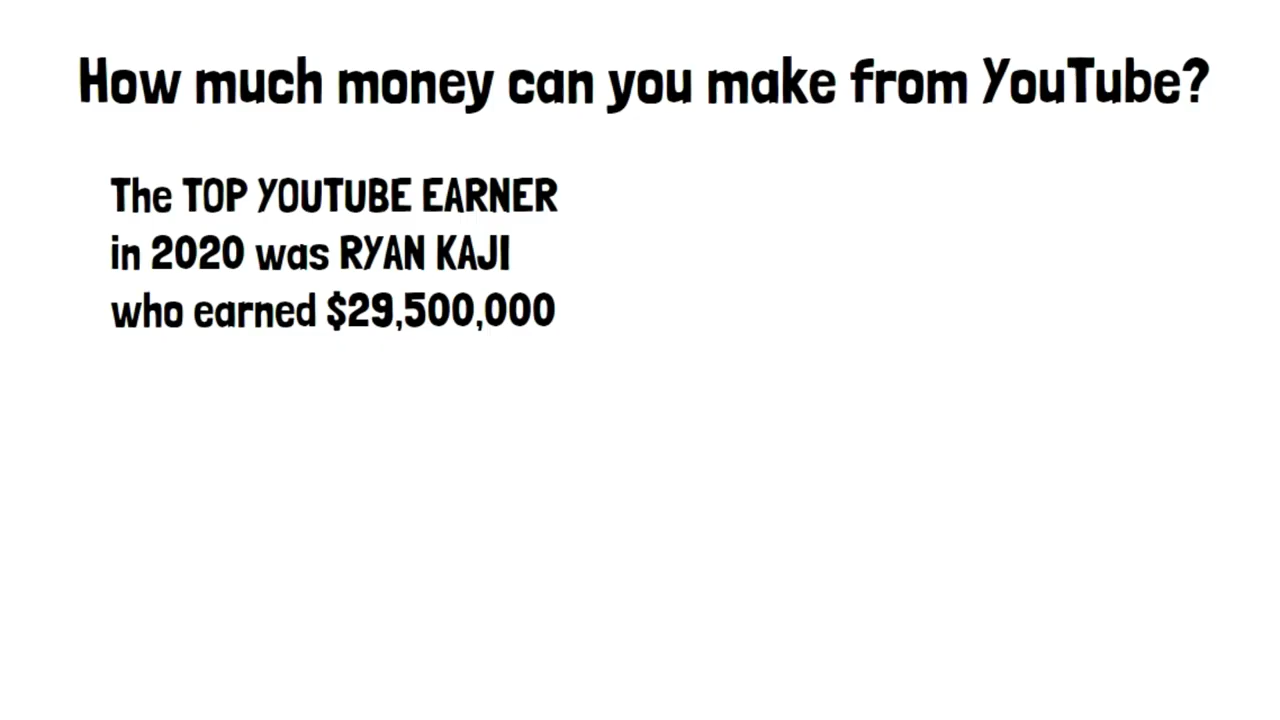 How much money can you make from YouTube?
The TOP YOUTUBE EARNER
in 2020 was RYAN KAJI
who earned $29,500,000